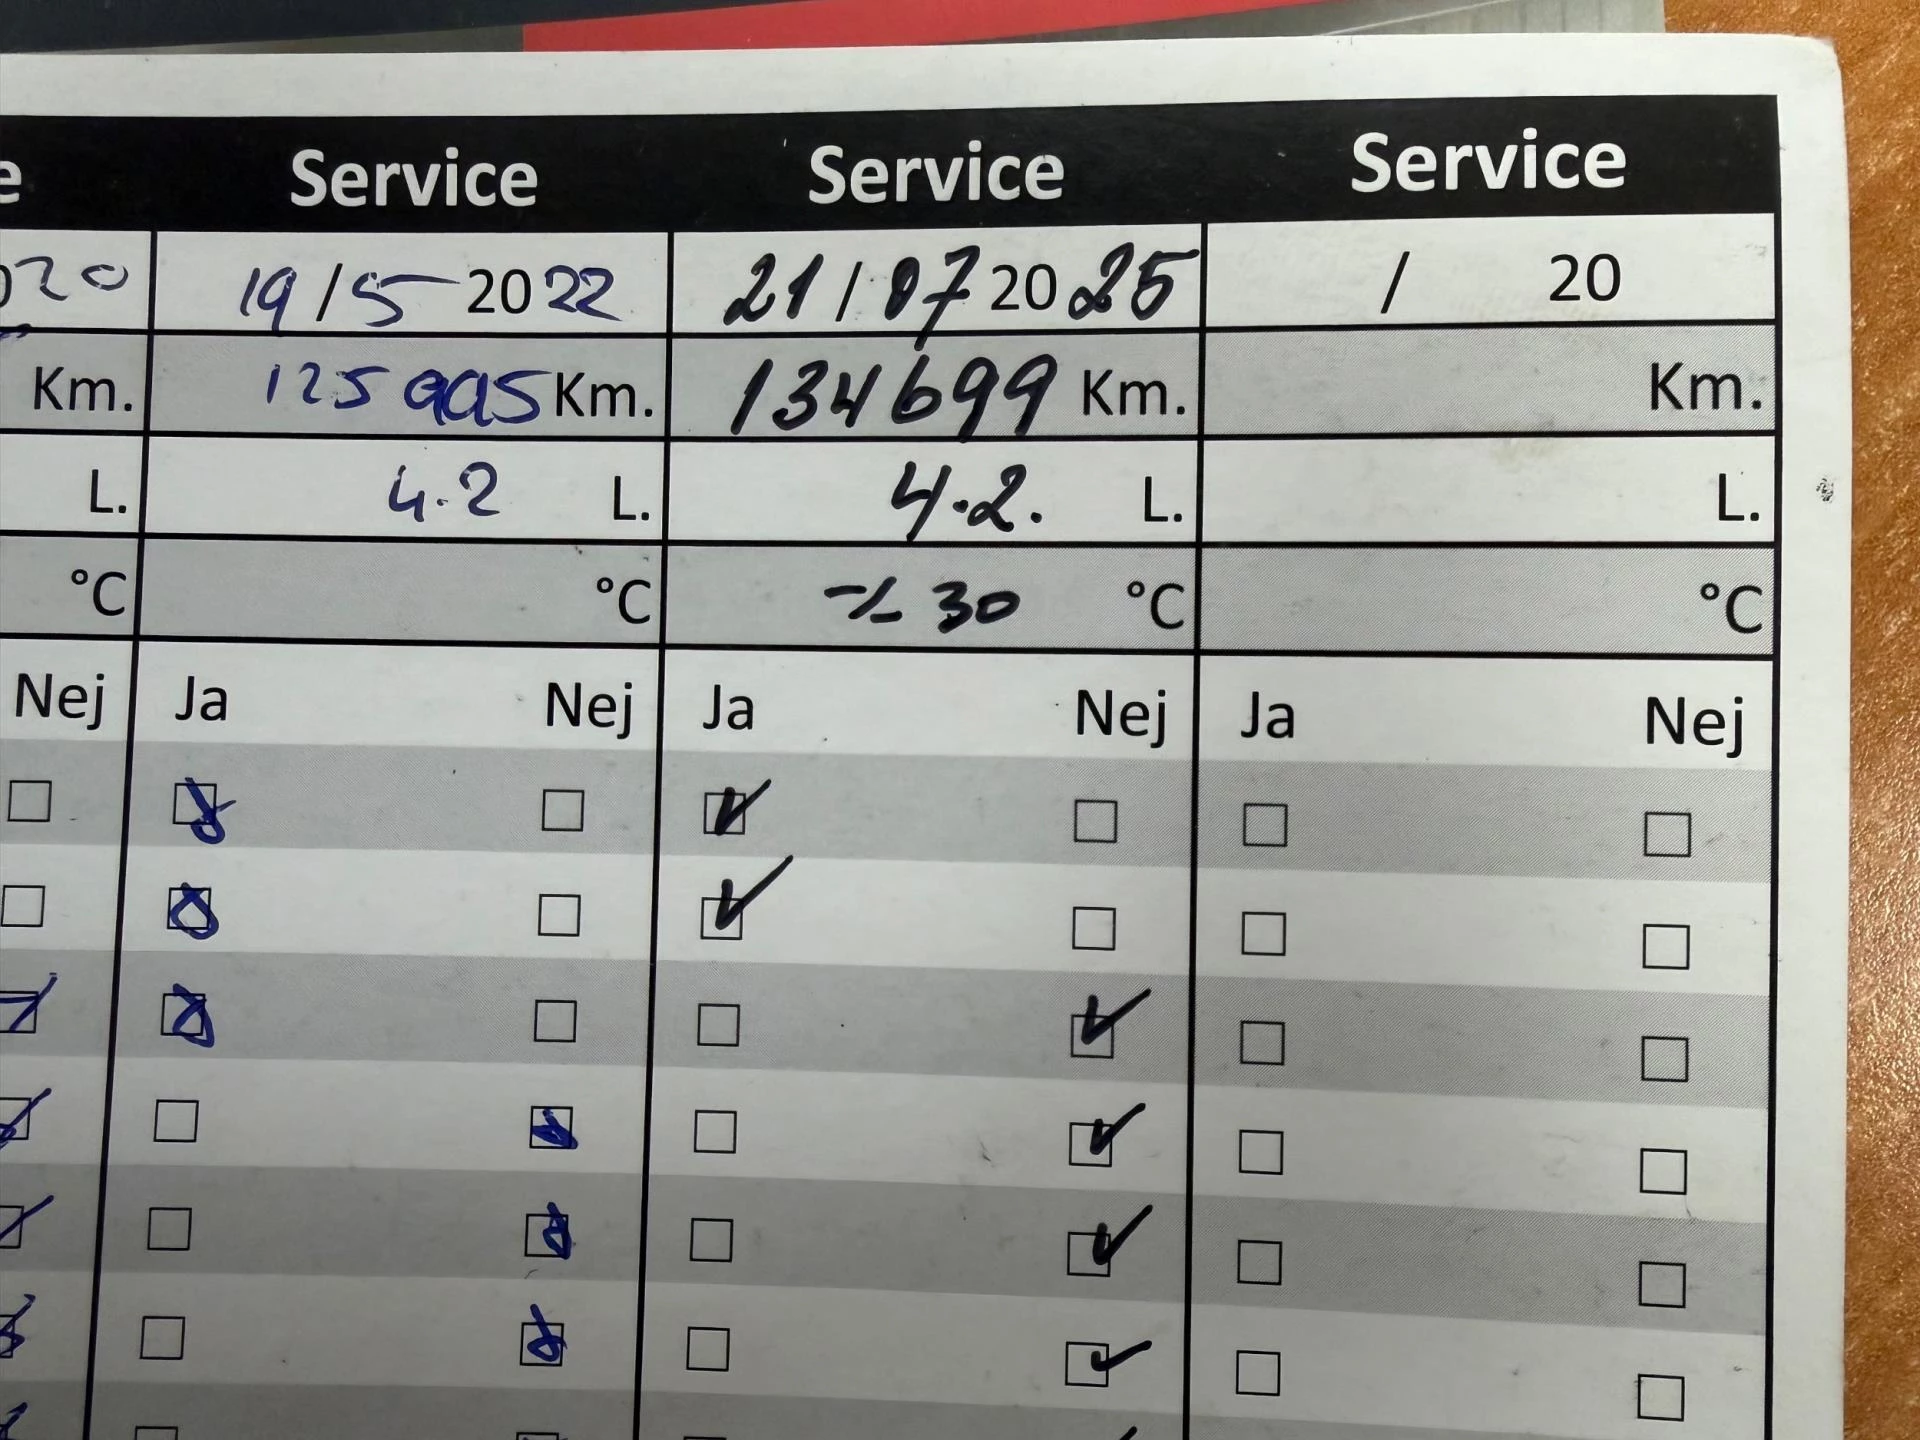 e Service Service Service
020 19/5-2022 21/07 2025 / 20
Km. 125995 Km. 134699 Km. Km.
L. 4.2 L. 4.2. L. L.
°C °C -/- 30 °C °C
Nej Ja Nej Ja Nej Ja Nej